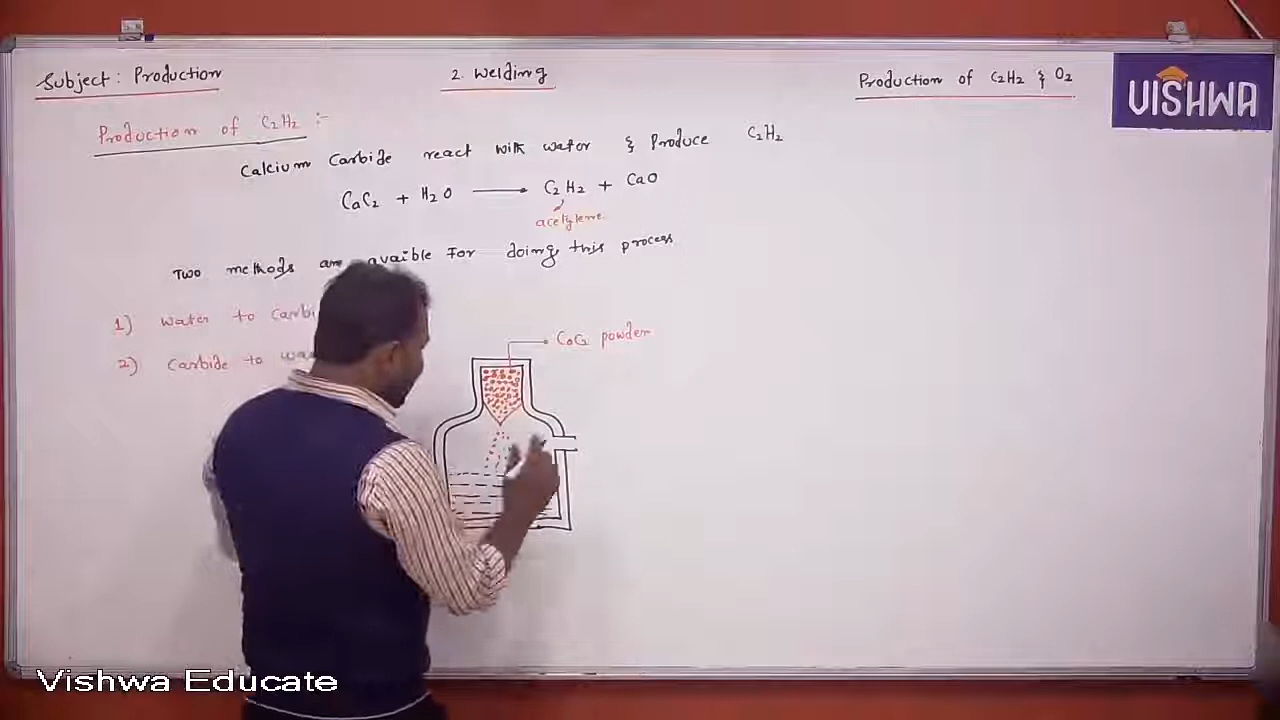 Subject: Production
2. Welding
Production of C2H2 & O2
VISHWA
Production of C2H2 :-
Calcium Carbide react with water & Produce C2H2
CaC2 + H2O → C2H2 + CaO
acetylene
Two methods are avaible For doing this process
1) Water to
2) Carbide to
CaC2 powder
Vishwa Educate